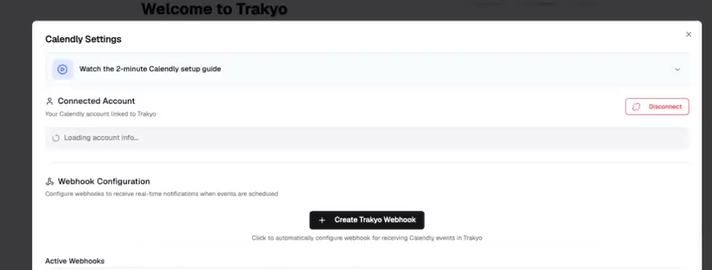 Welcome to Trakyo
Calendly Settings
Watch the 2-minute Calendly setup guide
Connected Account
Your Calendly account linked to Trakyo
Disconnect
Loading account info...
Webhook Configuration
Configure webhooks to receive real-time notifications when events are scheduled
+ Create Trakyo Webhook
Click to automatically configure webhook for receiving Calendly events in Trakyo
Active Webhooks